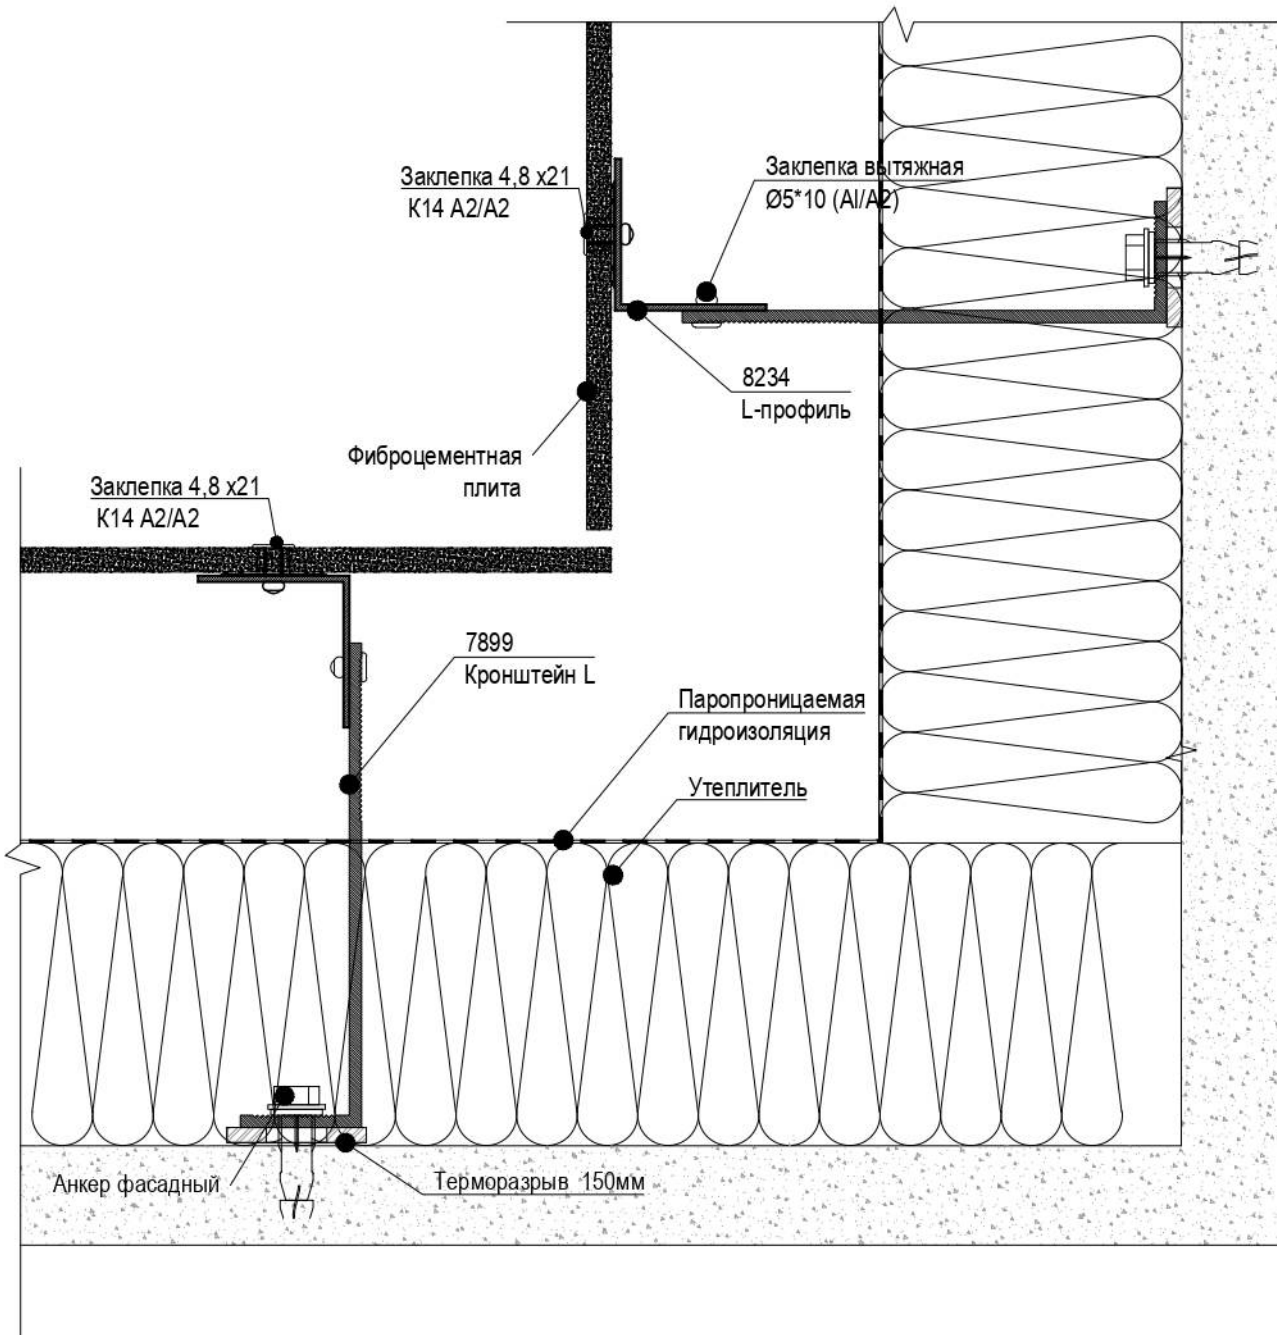 Заклепка 4,8 х21
К14 А2/А2
Заклепка вытяжная
Ø5*10 (Al/A2)
8234
L-профиль
Фиброцементная
плита
Заклепка 4,8 х21
К14 А2/А2
7899
Кронштейн L
Паропроницаемая
гидроизоляция
Утеплитель
Анкер фасадный
Терморазрыв 150мм